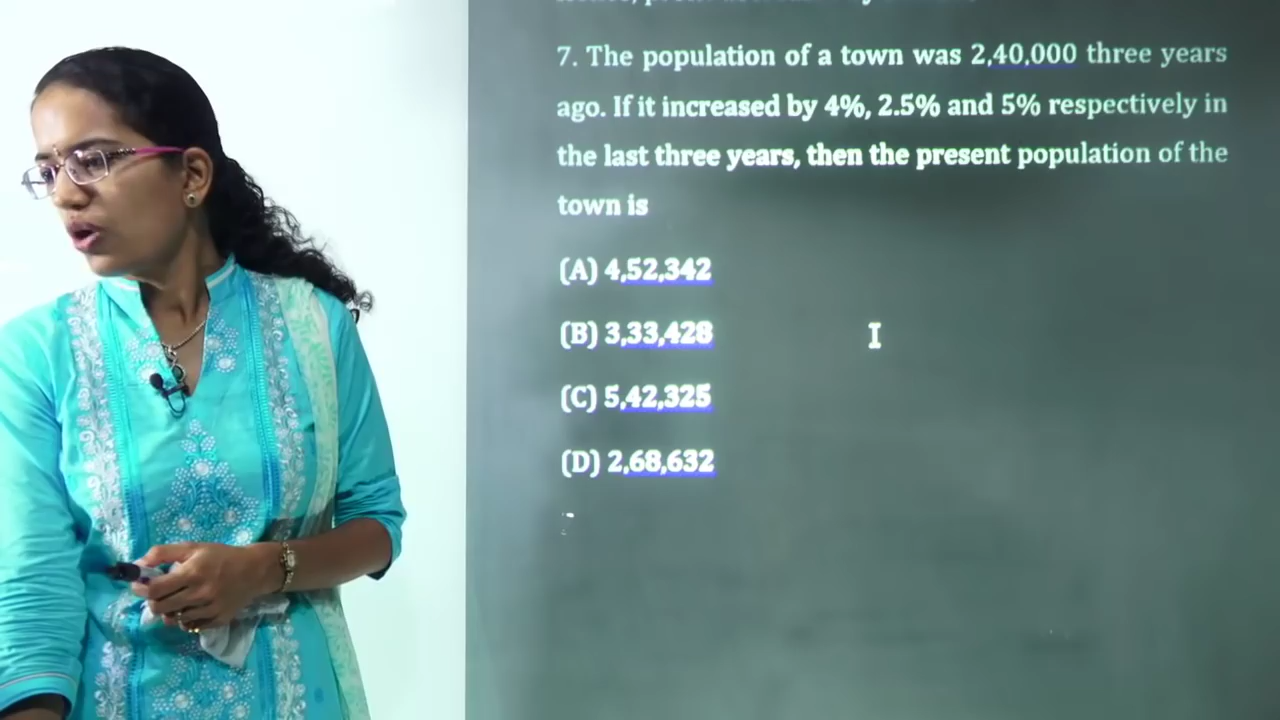 7. The population of a town was 2,40,000 three years
ago. If it increased by 4%, 2.5% and 5% respectively in
the last three years, then the present population of the
town is
(A) 4,52,342
(B) 3,33,428
(C) 5,42,325
(D) 2,68,632